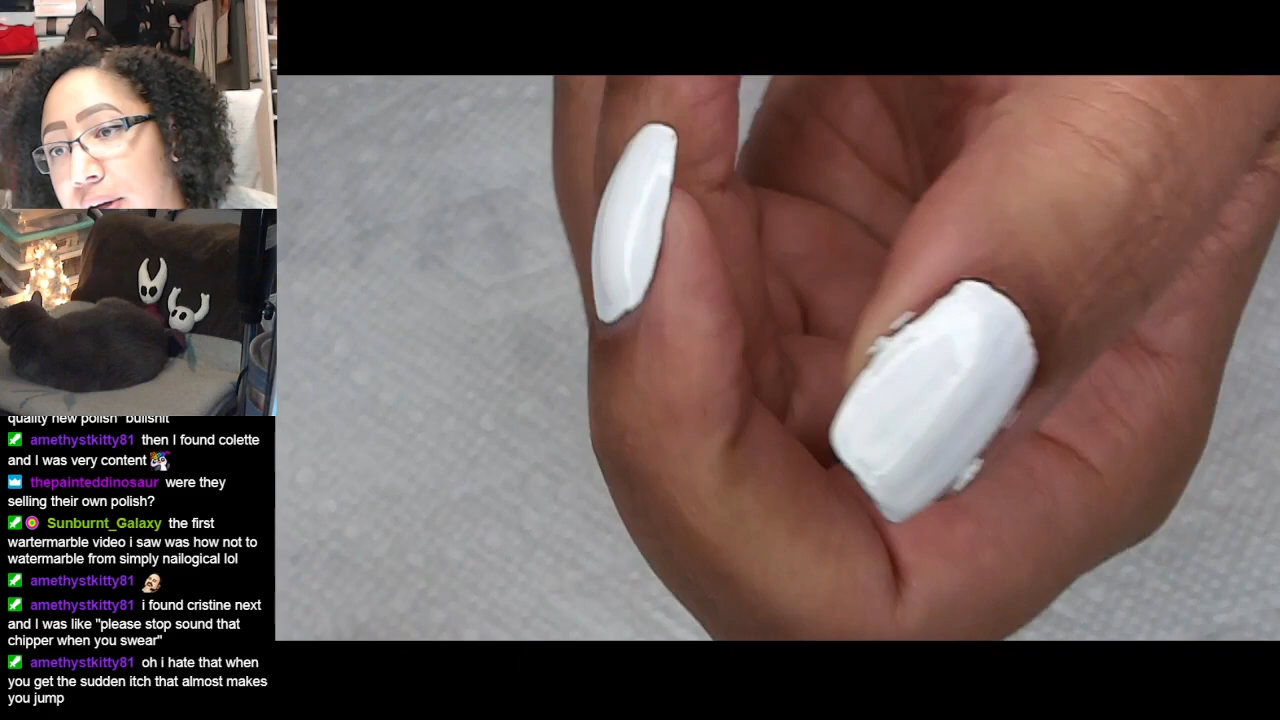 quality new polish" bullshit
amethystkitty81 then I found colette
and I was very content
thepainteddinosaur were they
selling their own polish?
Sunburnt_Galaxy the first
wartermarble video i saw was how not to
watermarble from simply nailogical lol
amethystkitty81
amethystkitty81 i found cristine next
and I was like "please stop sound that
chipper when you swear"
amethystkitty81 oh i hate that when
you get the sudden itch that almost makes
you jump